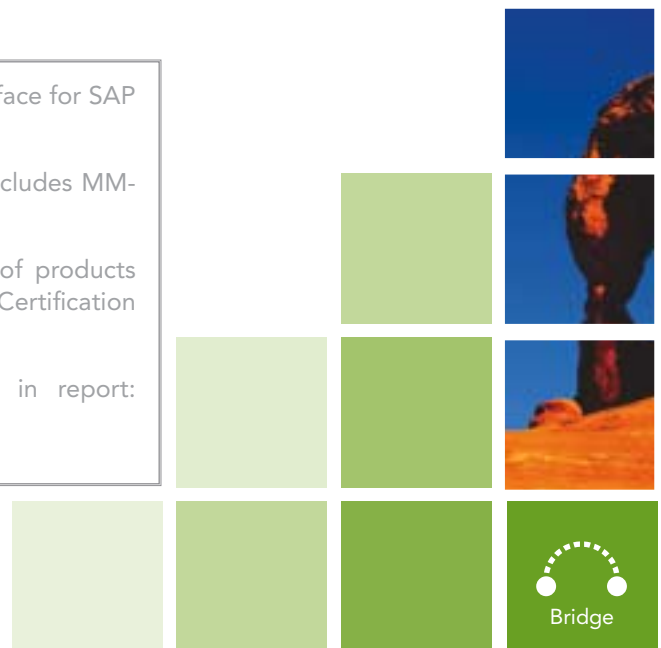 face for SAP
cludes MM-
of products
Certification
in report:
Bridge